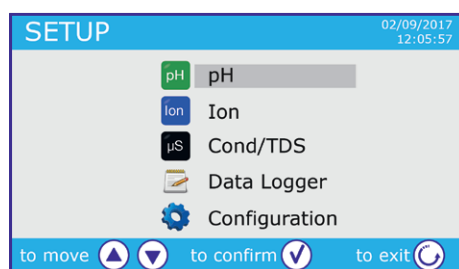 SETUP
02/09/2017
12:05:57
pH pH
Ion Ion
µS Cond/TDS
Data Logger
Configuration
to move to confirm to exit